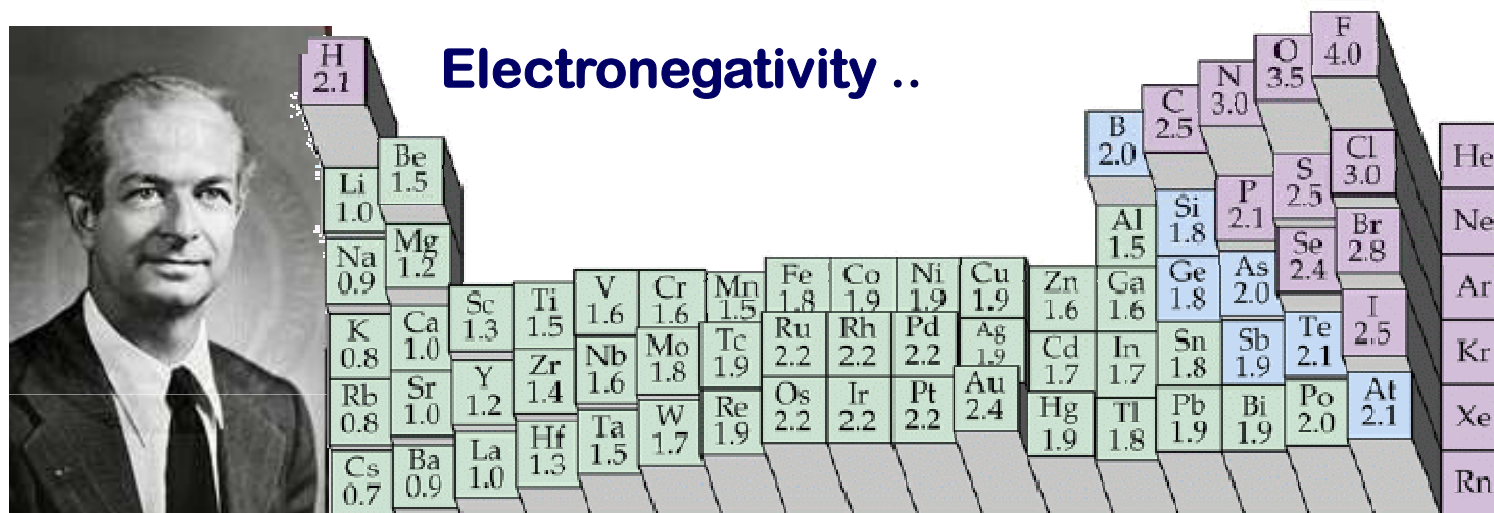 Electronegativity ..
H 2.1
F 4.0
O 3.5
N 3.0
C 2.5
B 2.0
He
Be 1.5
Li 1.0
Cl 3.0
S 2.5
P 2.1
Si 1.8
Al 1.5
Ne
Mg 1.2
Na 0.9
Br 2.8
Se 2.4
As 2.0
Ge 1.8
Ga 1.6
Zn 1.6
Cu 1.9
Ni 1.9
Co 1.9
Fe 1.8
Mn 1.5
Cr 1.6
V 1.6
Ti 1.5
Sc 1.3
Ca 1.0
K 0.8
Ar
I 2.5
Te 2.1
Sb 1.9
Sn 1.8
In 1.7
Cd 1.7
Ag 1.9
Pd 2.2
Rh 2.2
Ru 2.2
Tc 1.9
Mo 1.8
Nb 1.6
Zr 1.4
Y 1.2
Sr 1.0
Rb 0.8
Kr
At 2.1
Po 2.0
Bi 1.9
Pb 1.9
Tl 1.8
Hg 1.9
Au 2.4
Pt 2.2
Ir 2.2
Os 2.2
Re 1.9
W 1.7
Ta 1.5
Hf 1.3
La 1.0
Ba 0.9
Cs 0.7
Xe
Rn